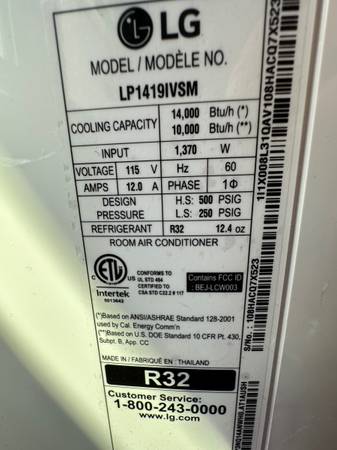 LG
MODEL / MODÈLE NO.
LP1419IVSM
COOLING CAPACITY 14,000 Btu/h (*)
10,000 Btu/h (**)
INPUT 1,370 W
VOLTAGE 115 V Hz 60
AMPS 12.0 A PHASE 1Φ
DESIGN PRESSURE H.S: 500 PSIG
L.S: 250 PSIG
REFRIGERANT R32 12.4 oz
ROOM AIR CONDITIONER
C ETL US
Intertek
CONFORMS TO
UL STD 484
CERTIFIED TO
CSA STD C22.2 # 117
Contains FCC ID
: BEJ-LCW003
(*)Based on ANSI/ASHRAE Standard 128-2001
used by Cal. Energy Comm'n
(**)Based on U.S. DOE Standard 10 CFR Pt. 430,
Subpt. B, App. CC
MADE IN / FABRIQUÉ EN : THAILAND
R32
Customer Service:
1-800-243-0000
www.lg.com
S/No. : 108HACQ7X523